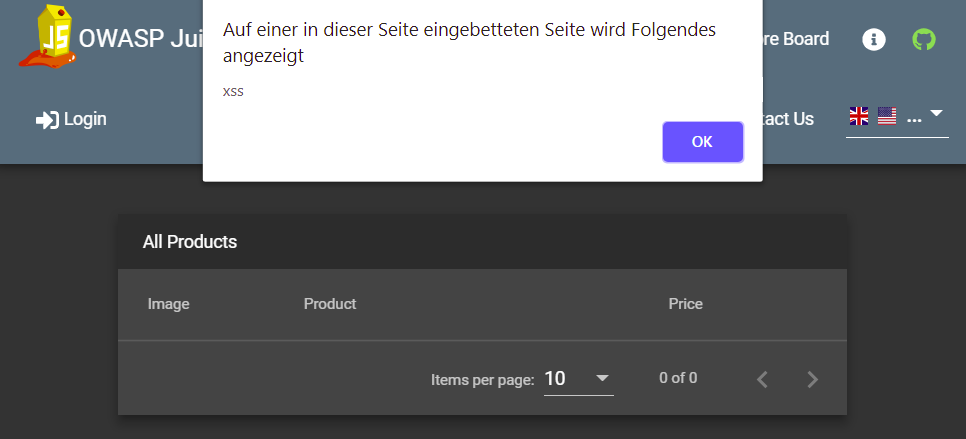 OWASP Jui
Auf einer in dieser Seite eingebetteten Seite wird Folgendes
angezeigt
xss
OK
ore Board
Login
tact Us
...
All Products
Image Product Price
Items per page: 10 0 of 0
JS